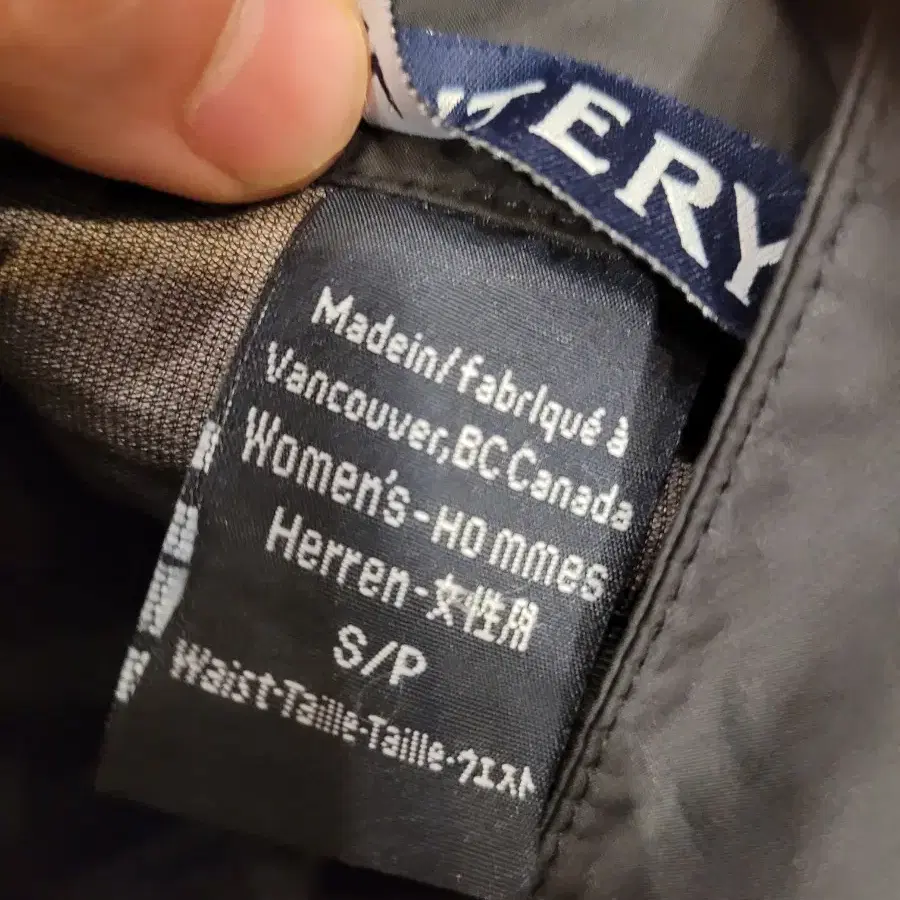 ERY
Madein/fabriqué à
Vancouver,BC Canada
Women's-HOmmes
Herren-女性用
S/P
Waist-Taille-Taille-ウエスト